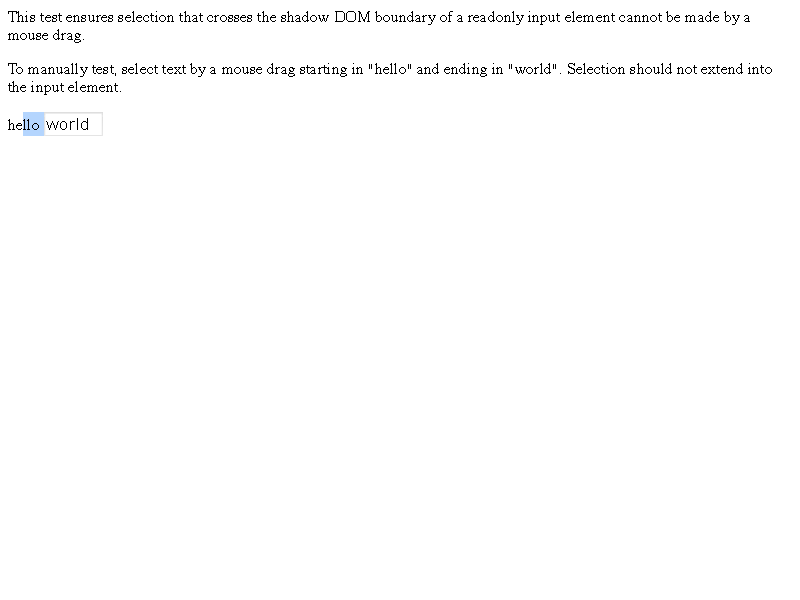 This test ensures selection that crosses the shadow DOM boundary of a readonly input element cannot be made by a
mouse drag.
To manually test, select text by a mouse drag starting in "hello" and ending in "world". Selection should not extend into
the input element.
hello world